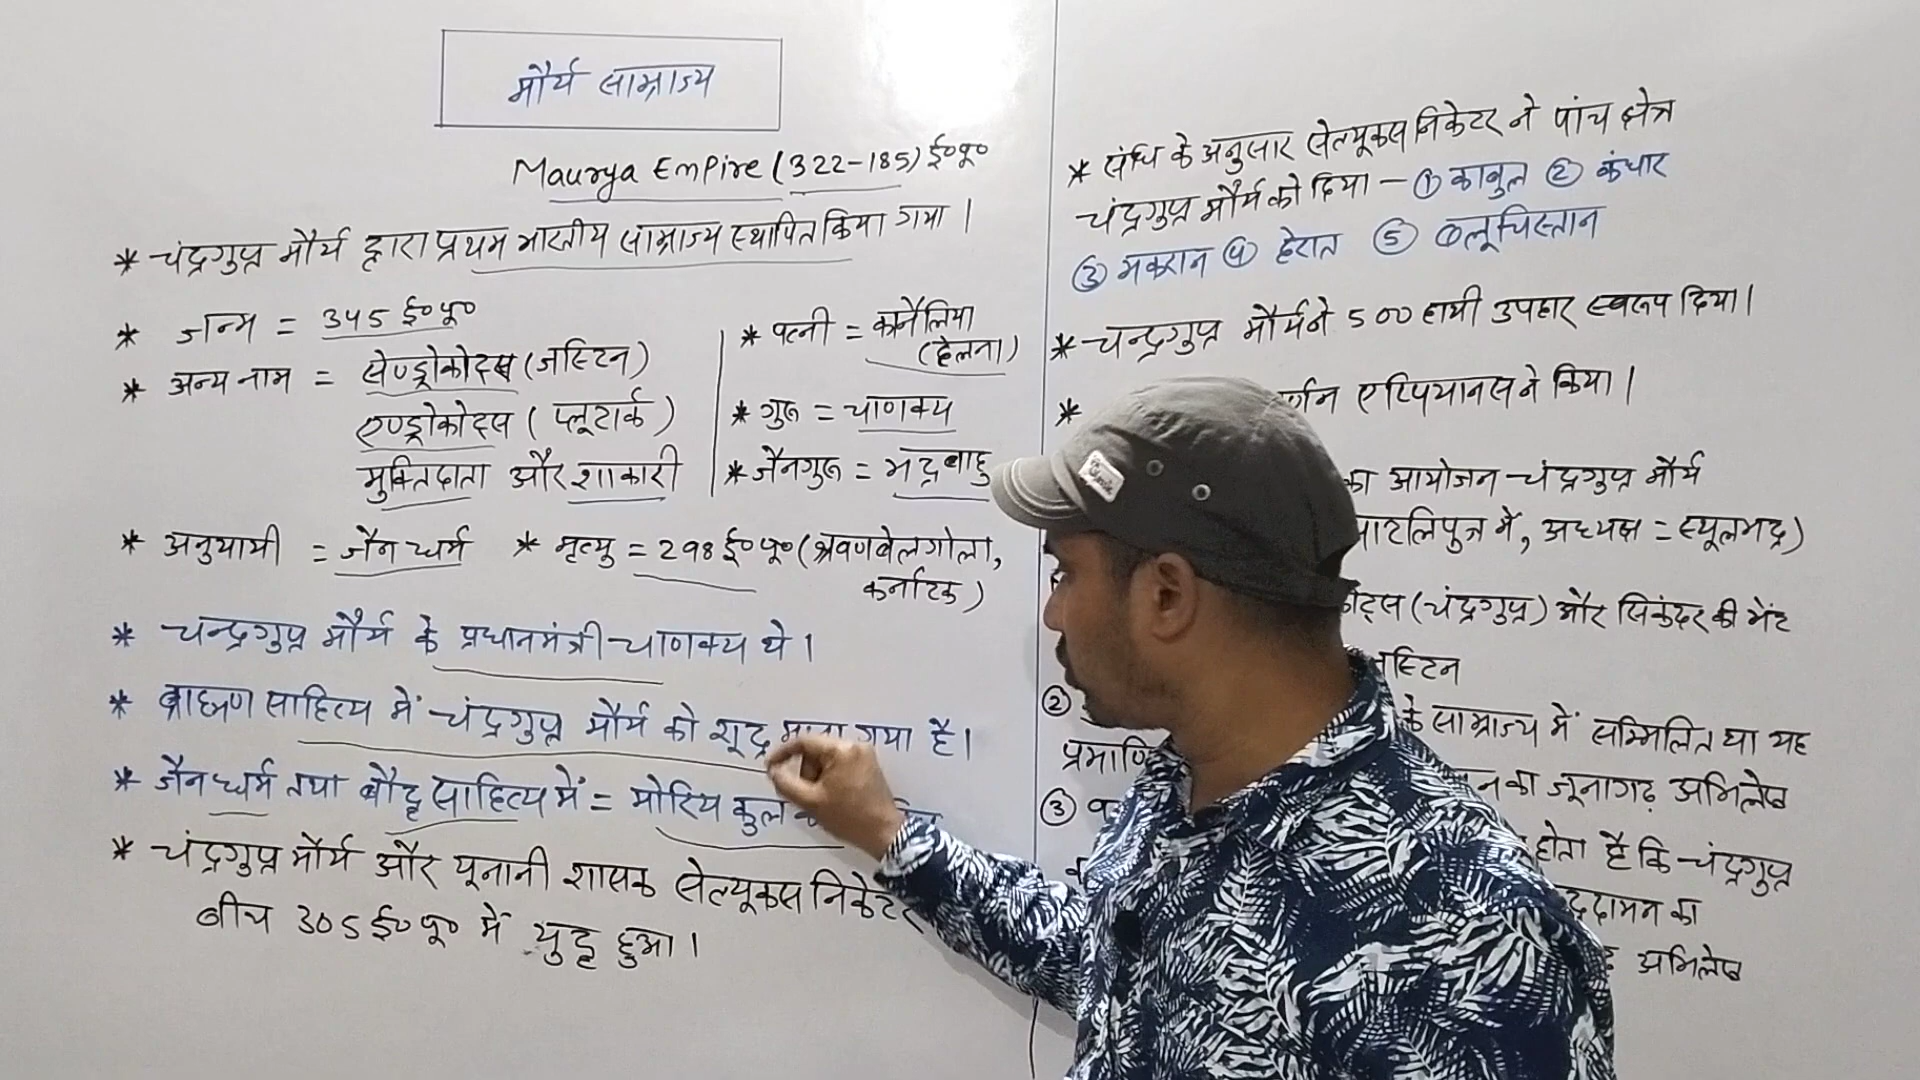 मौर्य साम्राज्य
Maurya Empire (322-185) ई०पू०
* चंद्रगुप्त मौर्य द्वारा प्रथम भारतीय साम्राज्य स्थापित किया गया।
* जन्म = 345 ई०पू०
* अन्य नाम = सेण्ड्रोकोट्स (जस्टिन)
एण्ड्रोकोट्स (प्लूटार्क)
मुक्तिदाता और शाकारी
* पत्नी = कार्नेलिया
(हेलना)
* गुरू = चाणक्य
* जैनगुरू = भद्रबाहु
* अनुयायी = जैन धर्म * मृत्यु = 298 ई०पू० (श्रवणबेलगोला,
कर्नाटक)
* चन्द्रगुप्त मौर्य के प्रधानमंत्री चाणक्य थे।
* ब्राह्मण साहित्य में चंद्रगुप्त मौर्य को शूद्र माना गया है।
* जैन धर्म तथा बौद्ध साहित्य में = मोरिय कुल
* चंद्रगुप्त मौर्य और यूनानी शासक सेल्यूकस निकेटर
बीच 305 ई०पू० में युद्ध हुआ।
* संधि के अनुसार सेल्यूकस निकेटर ने पांच क्षेत्र
चंद्रगुप्त मौर्य को दिया - ① काबुल ② कंधार
③ मकरान ④ हेरात ⑤ बलूचिस्तान
* चन्द्रगुप्त मौर्य ने 500 हाथी उपहार स्वरूप दिया।
* एप्पियानस ने किया।
का आयोजन - चंद्रगुप्त मौर्य
पाटलिपुत्र में, अध्यक्ष = स्थूलभद्र)
(चंद्रगुप्त) और सिकंदर की भेंट
जस्टिन
② के साम्राज्य में सम्मिलित था यह
का जूनागढ़ अभिलेख
③
होता है कि चंद्रगुप्त
का
अभिलेख